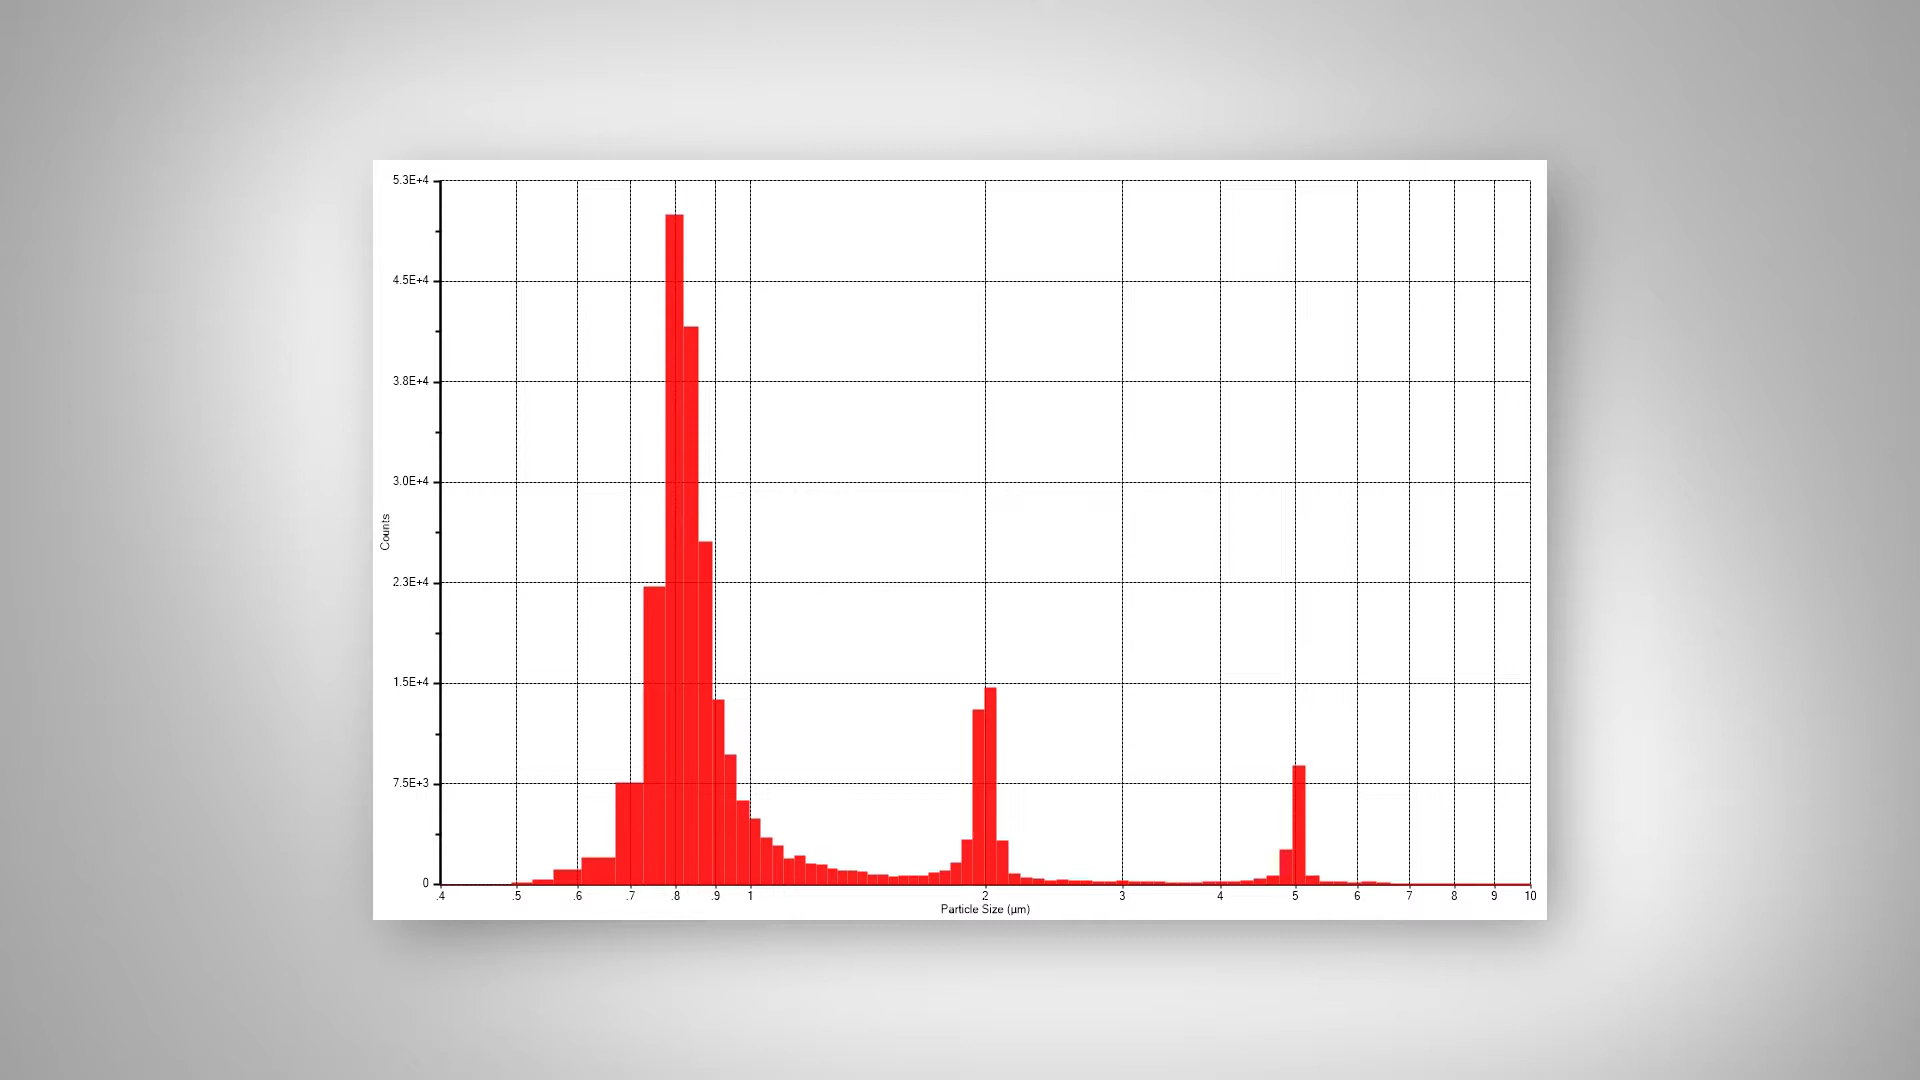 5.3E+4
4.5E+4
3.8E+4
3.0E+4
2.3E+4
1.5E+4
7.5E+3
0
Counts
.4 .5 .6 .7 .8 .9 1 2 3 4 5 6 7 8 9 10
Particle Size (µm)